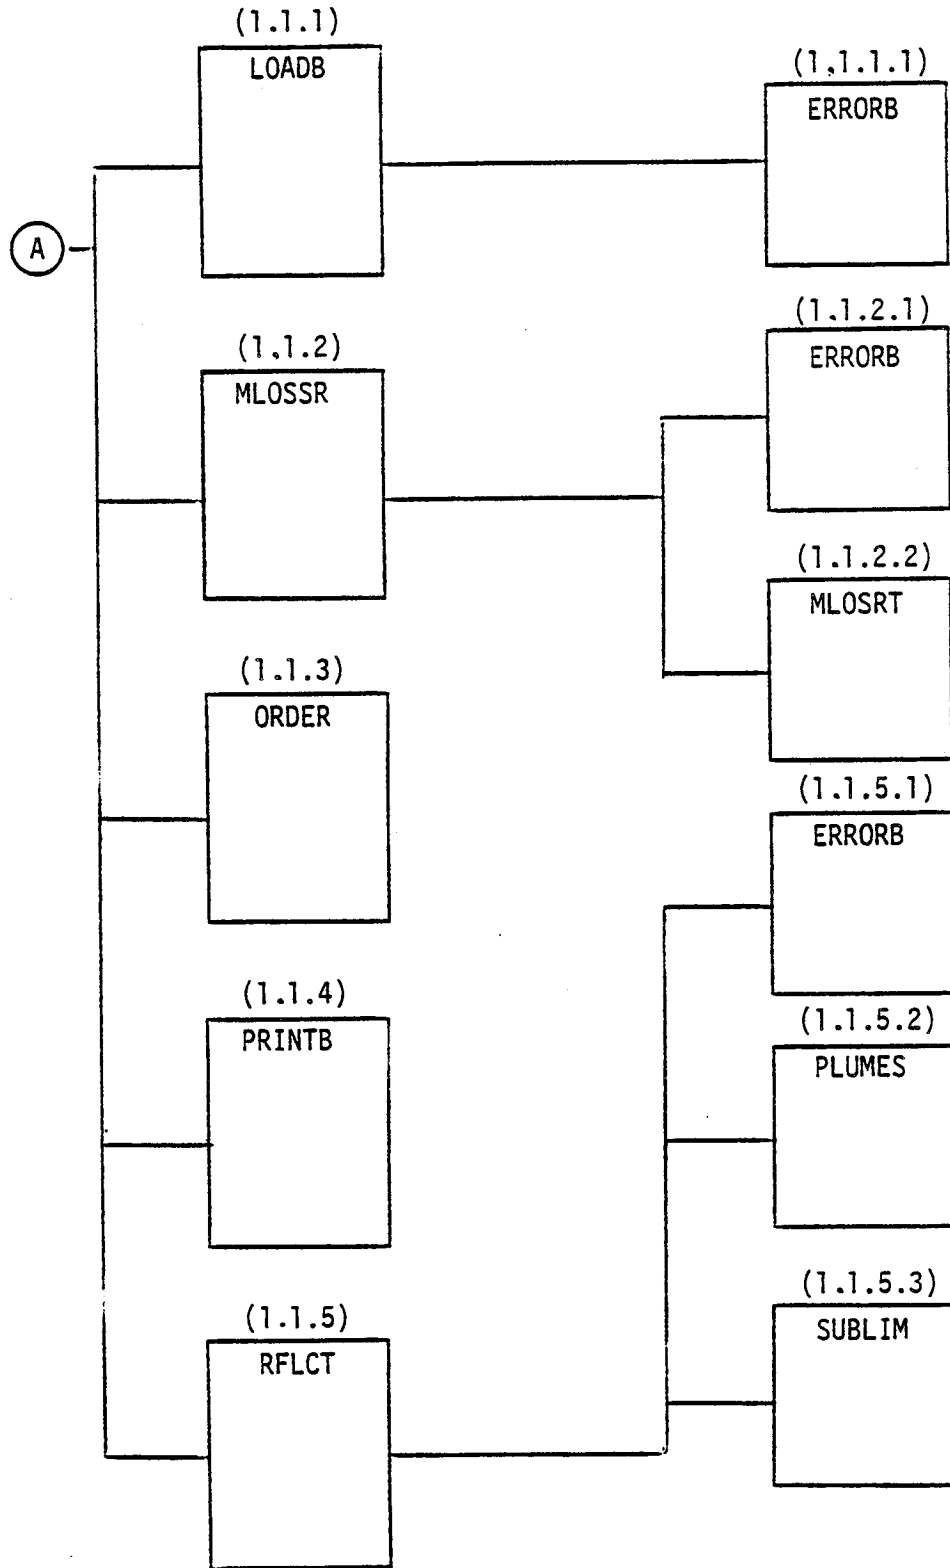 (1.1.1)
LOADB
(1.1.1.1)
ERRORB
A
(1.1.2)
MLOSSR
(1.1.2.1)
ERRORB
(1.1.2.2)
MLOSRT
(1.1.3)
ORDER
(1.1.5.1)
ERRORB
(1.1.4)
PRINTB
(1.1.5.2)
PLUMES
(1.1.5)
RFLCT
(1.1.5.3)
SUBLIM